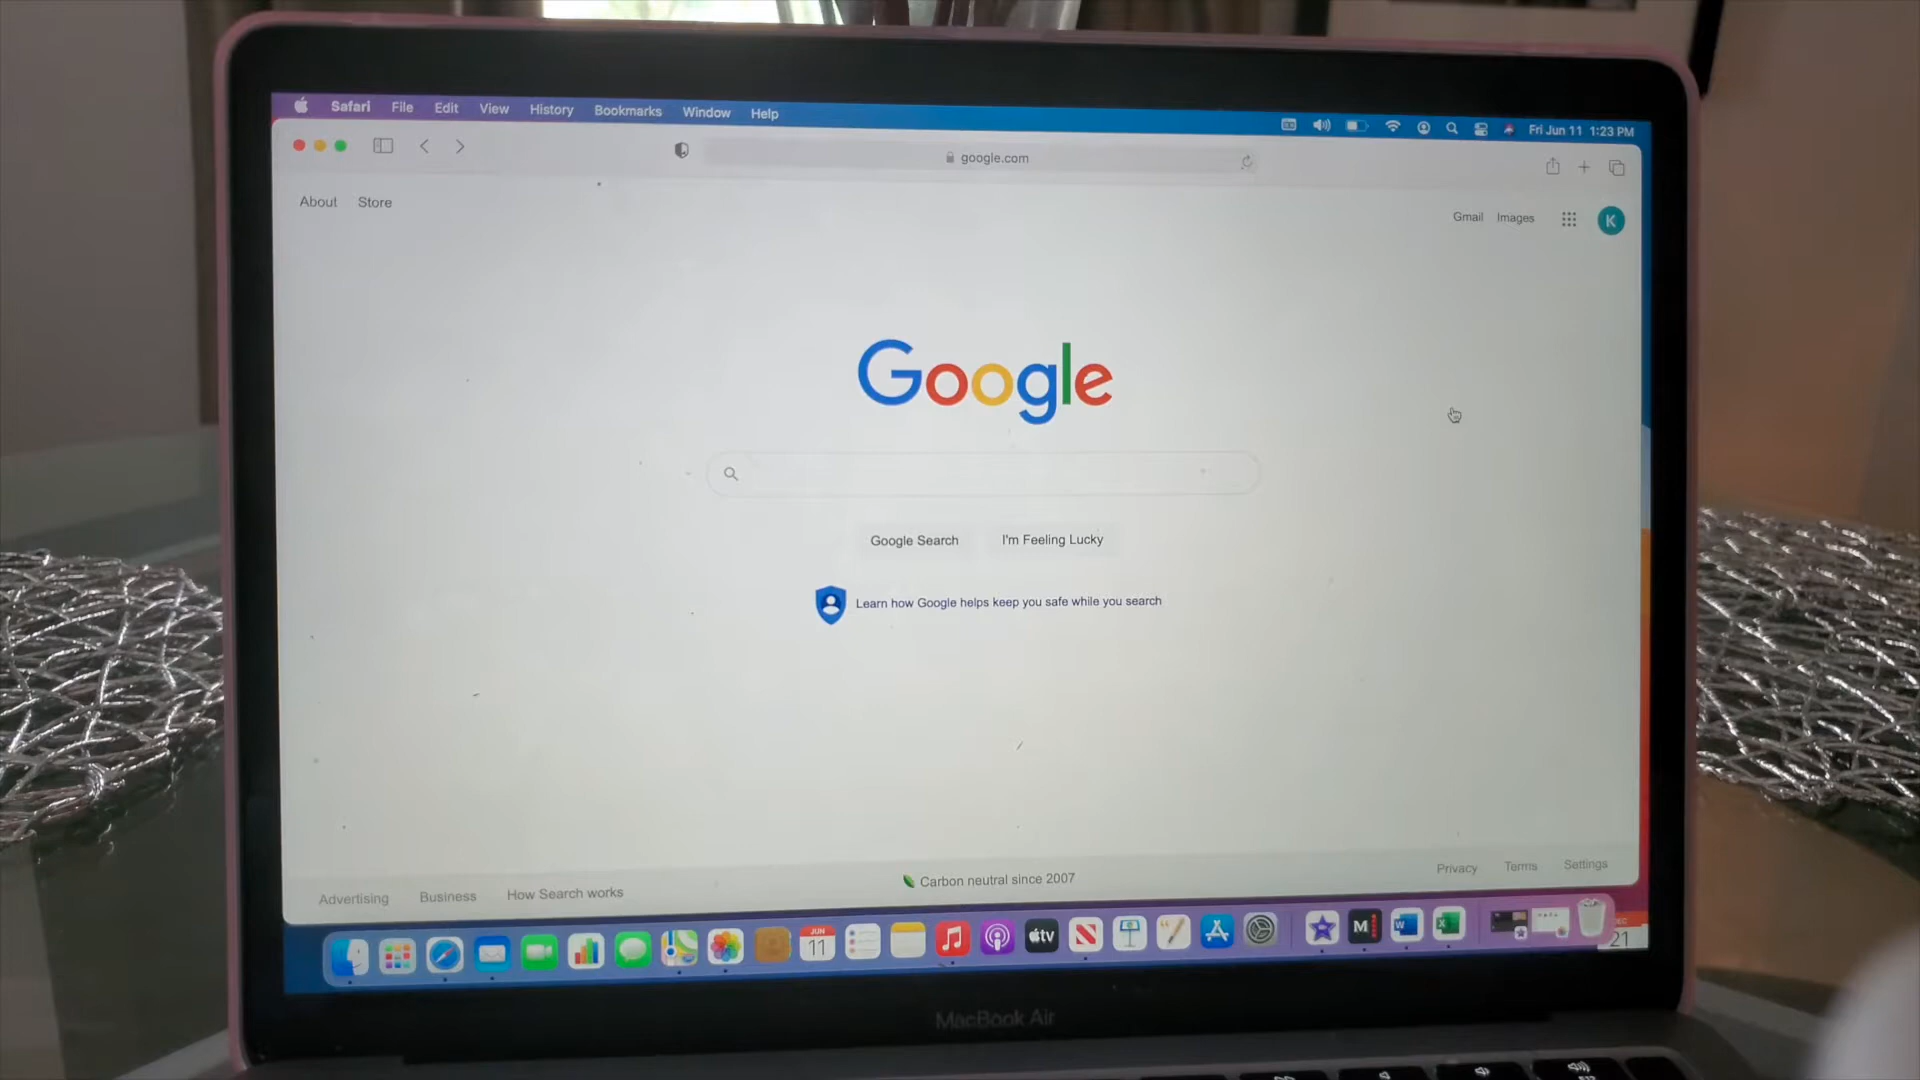 Safari File Edit View History Bookmarks Window Help
Fri Jun 11 1:23 PM
google.com
About Store
Gmail Images
K
Google
Google Search I'm Feeling Lucky
Learn how Google helps keep you safe while you search
Carbon neutral since 2007
Advertising Business How Search works
Privacy Terms Settings
JUN
11
tv
M
W
X
21
MacBook Air